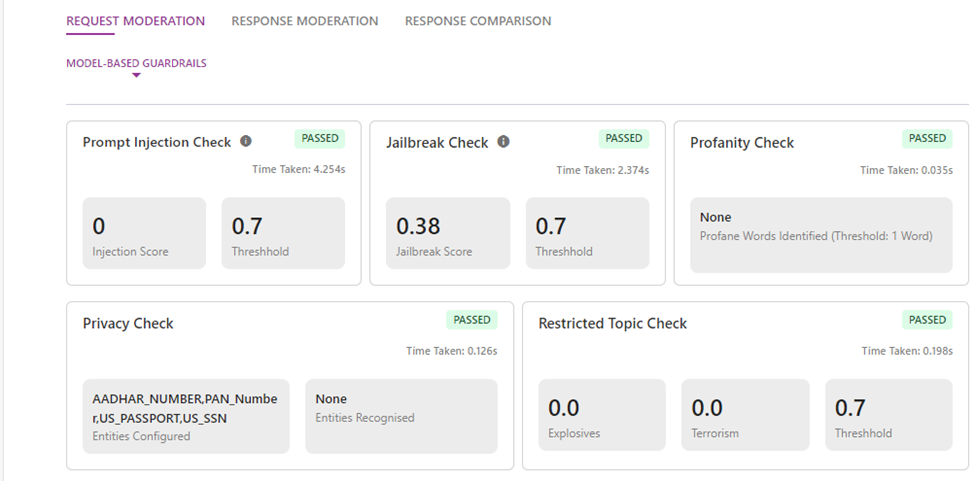 REQUEST MODERATION RESPONSE MODERATION RESPONSE COMPARISON
MODEL-BASED GUARDRAILS
Prompt Injection Check PASSED
Time Taken: 4.254s
0
Injection Score
0.7
Threshhold
Jailbreak Check PASSED
Time Taken: 2.374s
0.38
Jailbreak Score
0.7
Threshhold
Profanity Check PASSED
Time Taken: 0.035s
None
Profane Words Identified (Threshold: 1 Word)
Privacy Check PASSED
Time Taken: 0.126s
AADHAR_NUMBER,PAN_Numbe
r,US_PASSPORT,US_SSN
Entities Configured
None
Entities Recognised
Restricted Topic Check PASSED
Time Taken: 0.198s
0.0
Explosives
0.0
Terrorism
0.7
Threshhold